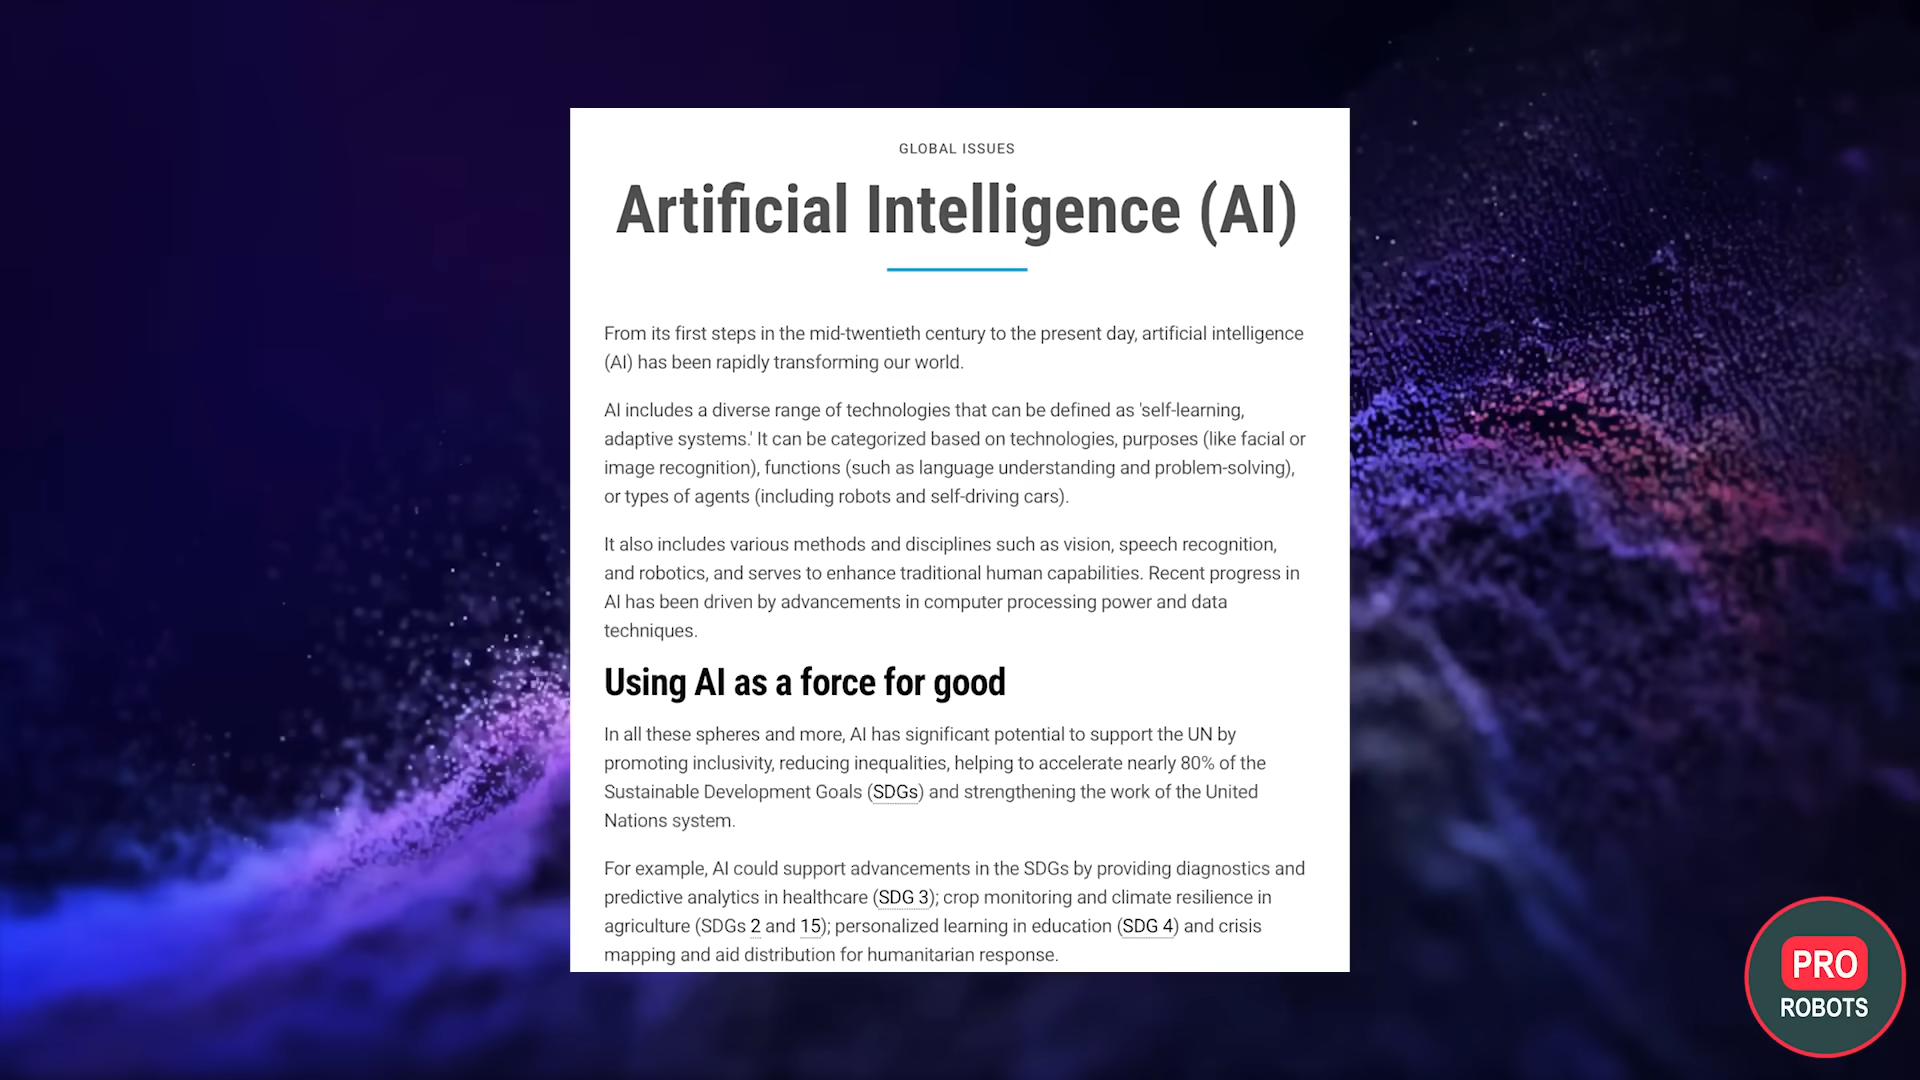 GLOBAL ISSUES
Artificial Intelligence (AI)
From its first steps in the mid-twentieth century to the present day, artificial intelligence
(AI) has been rapidly transforming our world.
AI includes a diverse range of technologies that can be defined as 'self-learning,
adaptive systems.' It can be categorized based on technologies, purposes (like facial or
image recognition), functions (such as language understanding and problem-solving),
or types of agents (including robots and self-driving cars).
It also includes various methods and disciplines such as vision, speech recognition,
and robotics, and serves to enhance traditional human capabilities. Recent progress in
AI has been driven by advancements in computer processing power and data
techniques.
Using AI as a force for good
In all these spheres and more, AI has significant potential to support the UN by
promoting inclusivity, reducing inequalities, helping to accelerate nearly 80% of the
Sustainable Development Goals (SDGs) and strengthening the work of the United
Nations system.
For example, AI could support advancements in the SDGs by providing diagnostics and
predictive analytics in healthcare (SDG 3); crop monitoring and climate resilience in
agriculture (SDGs 2 and 15); personalized learning in education (SDG 4) and crisis
mapping and aid distribution for humanitarian response.
PRO
ROBOTS